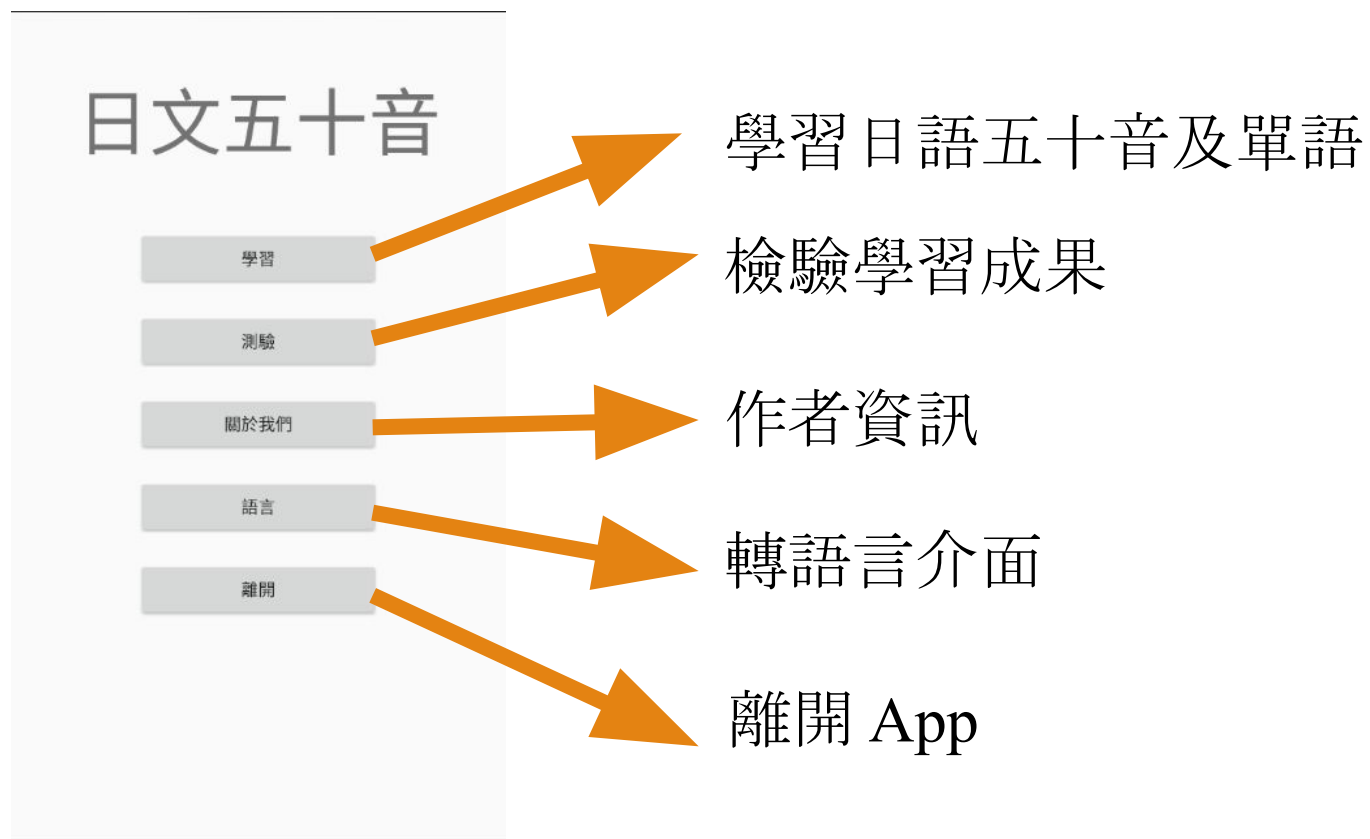 日文五十音
學習
測驗
關於我們
語言
離開
學習日語五十音及單語
檢驗學習成果
作者資訊
轉語言介面
離開 App